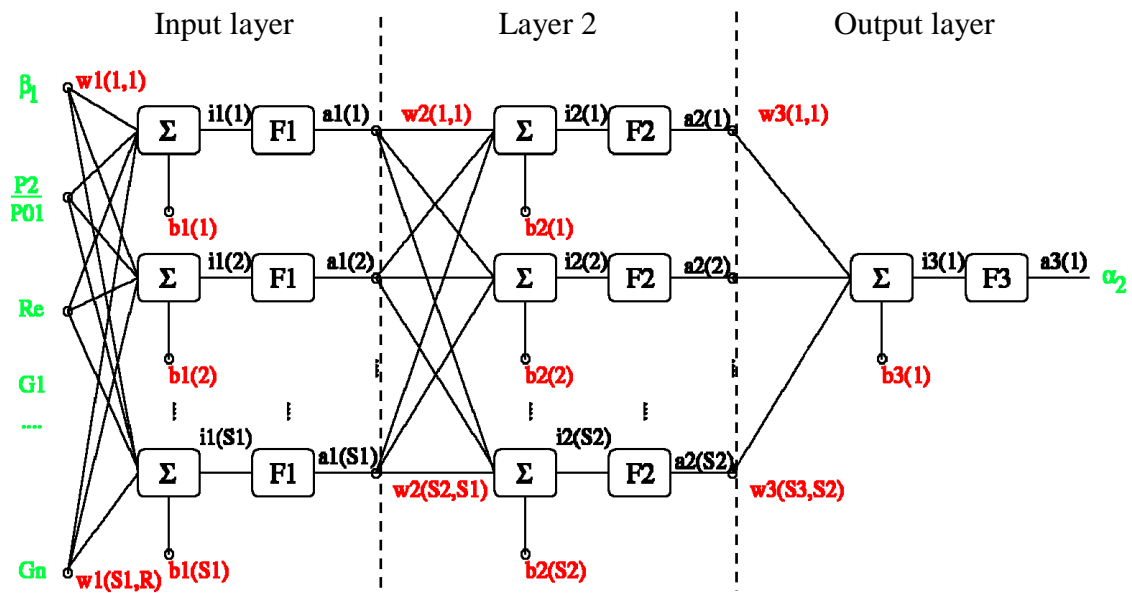 Input layer Layer 2 Output layer
β1 w1(1,1)
Σ i1(1) F1 a1(1) w2(1,1) Σ i2(1) F2 a2(1) w3(1,1)
P2
P01
b1(1) b2(1)
Σ i1(2) F1 a1(2) Σ i2(2) F2 a2(2) Σ i3(1) F3 a3(1) α2
Re
b1(2) b2(2) b3(1)
G1
....
Σ i1(S1) F1 a1(S1) w2(S2,S1) Σ i2(S2) F2 a2(S2) w3(S3,S2)
Gn w1(S1,R) b1(S1) b2(S2)